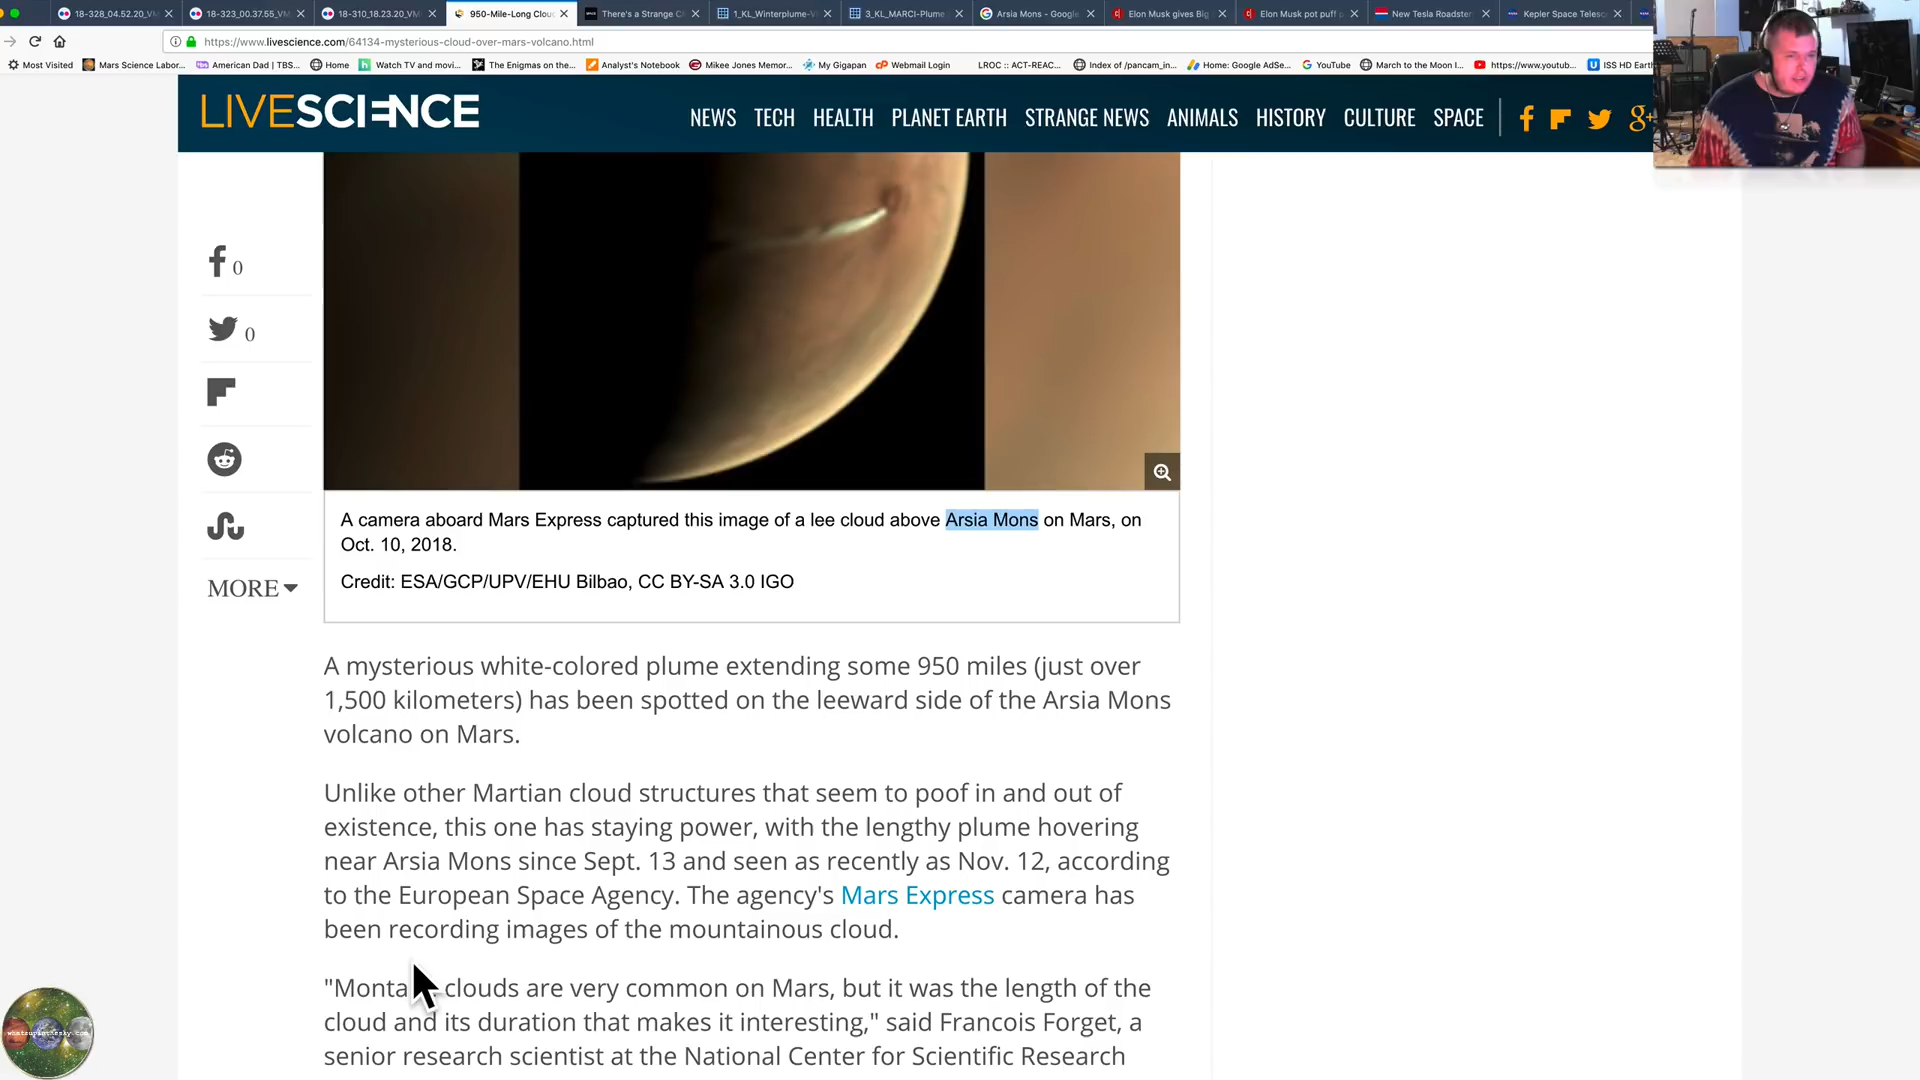 18-328_04.52.20_VM
18-323_00.37.55_VM
18-310_18.23.20_VM
950-Mile-Long Clou
There's a Strange C
1_KL_Winterplume-V
3_KL_MARCI-Plume
Arsia Mons - Google
Elon Musk gives Big
Elon Musk pot puff p
New Tesla Roadster
Kepler Space Telesc
https://www.livescience.com/64134-mysterious-cloud-over-mars-volcano.html
Most Visited
Mars Science Labor...
American Dad | TBS...
Home
Watch TV and movi...
The Enigmas on the...
Analyst's Notebook
Mikee Jones Memor...
My Gigapan
Webmail Login
LROC :: ACT-REAC...
Index of /pancam_in...
Home: Google AdSe...
YouTube
March to the Moon I...
https://www.youtub...
ISS HD Eart
LIVESCIENCE
NEWS TECH HEALTH PLANET EARTH STRANGE NEWS ANIMALS HISTORY CULTURE SPACE
0
0
MORE
A camera aboard Mars Express captured this image of a lee cloud above Arsia Mons on Mars, on
Oct. 10, 2018.
Credit: ESA/GCP/UPV/EHU Bilbao, CC BY-SA 3.0 IGO
A mysterious white-colored plume extending some 950 miles (just over
1,500 kilometers) has been spotted on the leeward side of the Arsia Mons
volcano on Mars.
Unlike other Martian cloud structures that seem to poof in and out of
existence, this one has staying power, with the lengthy plume hovering
near Arsia Mons since Sept. 13 and seen as recently as Nov. 12, according
to the European Space Agency. The agency's Mars Express camera has
been recording images of the mountainous cloud.
clouds are very common on Mars, but it was the length of the
cloud and its duration that makes it interesting," said Francois Forget, a
senior research scientist at the National Center for Scientific Research
whatsupinthesky.com